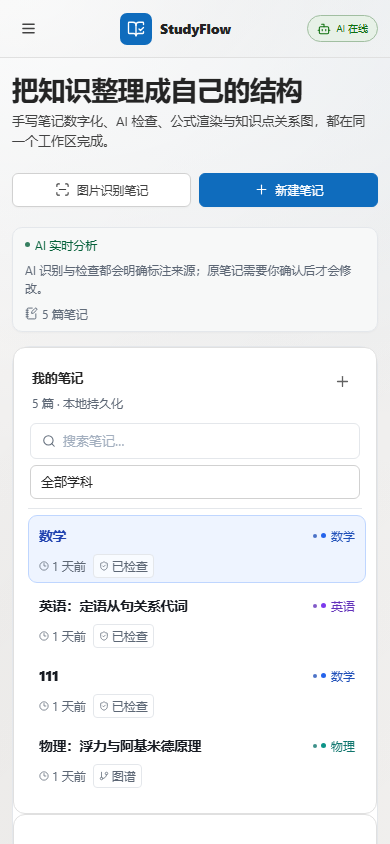 StudyFlow
AI 在线
把知识整理成自己的结构
手写笔记数字化、AI 检查、公式渲染与知识点关系图，都在同
一个工作区完成。
图片识别笔记
新建笔记
AI 实时分析
AI 识别与检查都会明确标注来源；原笔记需要你确认后才会修
改。
5 篇笔记
我的笔记
5 篇 · 本地持久化
搜索笔记...
全部学科
数学
数学
1 天前 已检查
英语：定语从句关系代词
英语
1 天前 已检查
111
数学
1 天前 已检查
物理：浮力与阿基米德原理
物理
1 天前 图谱